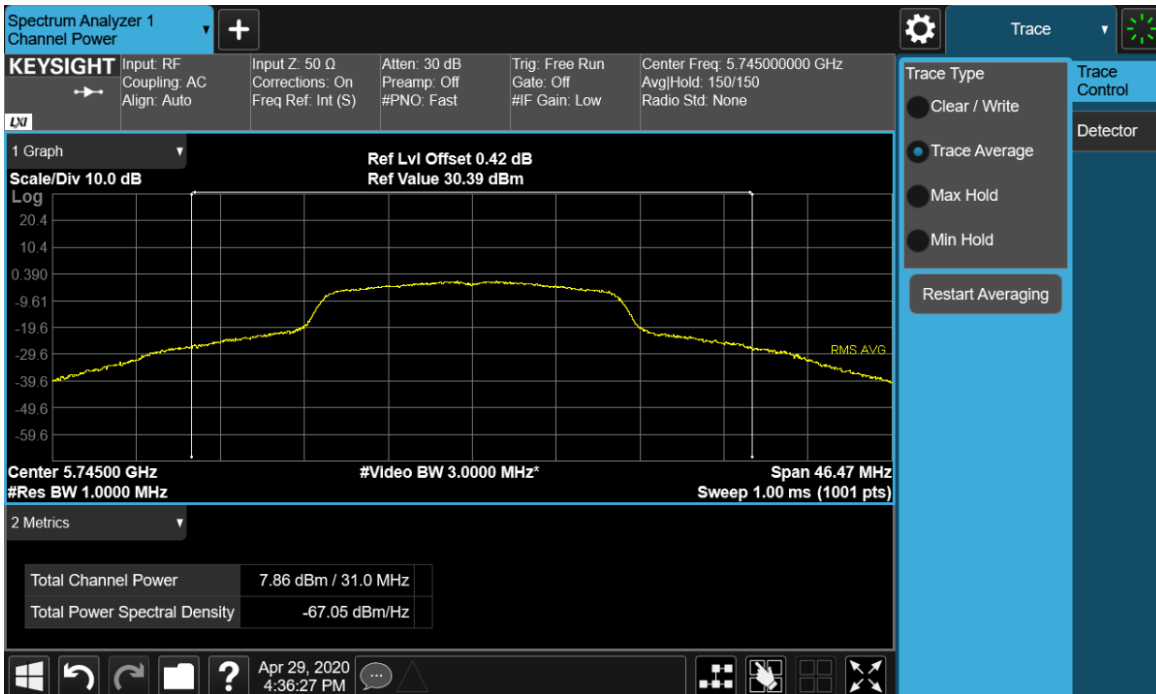 Spectrum Analyzer 1
Channel Power
+
Trace
KEYSIGHT
LXI
Input: RF
Coupling: AC
Align: Auto
Input Z: 50 Ω
Corrections: On
Freq Ref: Int (S)
Atten: 30 dB
Preamp: Off
#PNO: Fast
Trig: Free Run
Gate: Off
#IF Gain: Low
Center Freq: 5.745000000 GHz
Avg|Hold: 150/150
Radio Std: None
1 Graph
Scale/Div 10.0 dB
Ref Lvl Offset 0.42 dB
Ref Value 30.39 dBm
Log
20.4
10.4
0.390
-9.61
-19.6
-29.6
-39.6
-49.6
-59.6
RMS AVG
Center 5.74500 GHz
#Res BW 1.0000 MHz
#Video BW 3.0000 MHz*
Span 46.47 MHz
Sweep 1.00 ms (1001 pts)
2 Metrics
Total Channel Power 7.86 dBm / 31.0 MHz
Total Power Spectral Density -67.05 dBm/Hz
?
Apr 29, 2020
4:36:27 PM
Trace Type
Clear / Write
Trace Average
Max Hold
Min Hold
Restart Averaging
Trace
Control
Detector